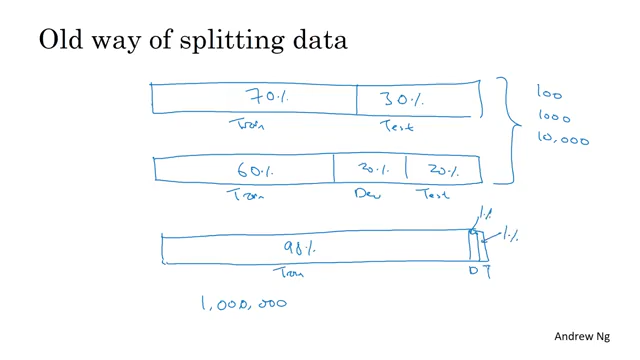 Old way of splitting data
70% 30%
Train Test
100
1000
10,000
60% 20% 20%
Train Dev Test
1% 1%
98%
Train D T
1,000,000
Andrew Ng